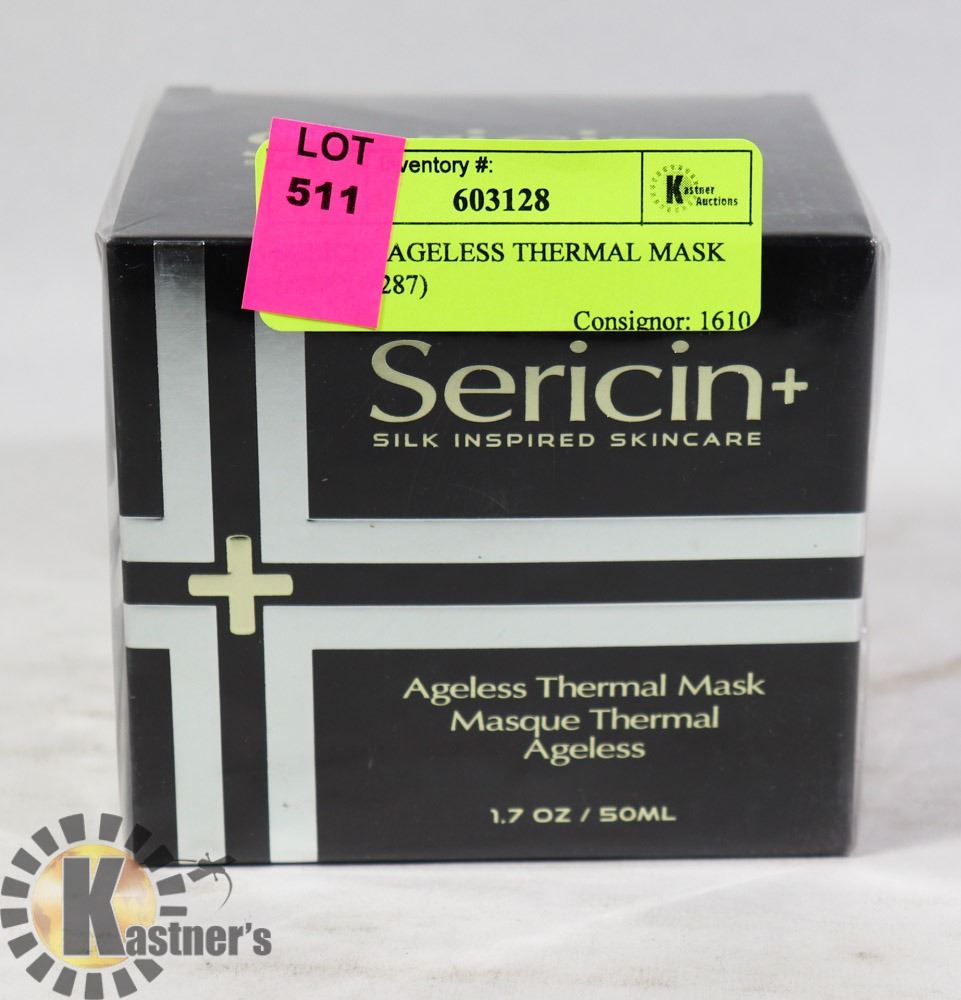 LOT
511
ventory #:
603128
Kastner
Auctions
AGELESS THERMAL MASK
287)
Consignor: 1610
Sericin+
SILK INSPIRED SKINCARE
Ageless Thermal Mask
Masque Thermal
Ageless
1.7 OZ / 50ML
Kastner's